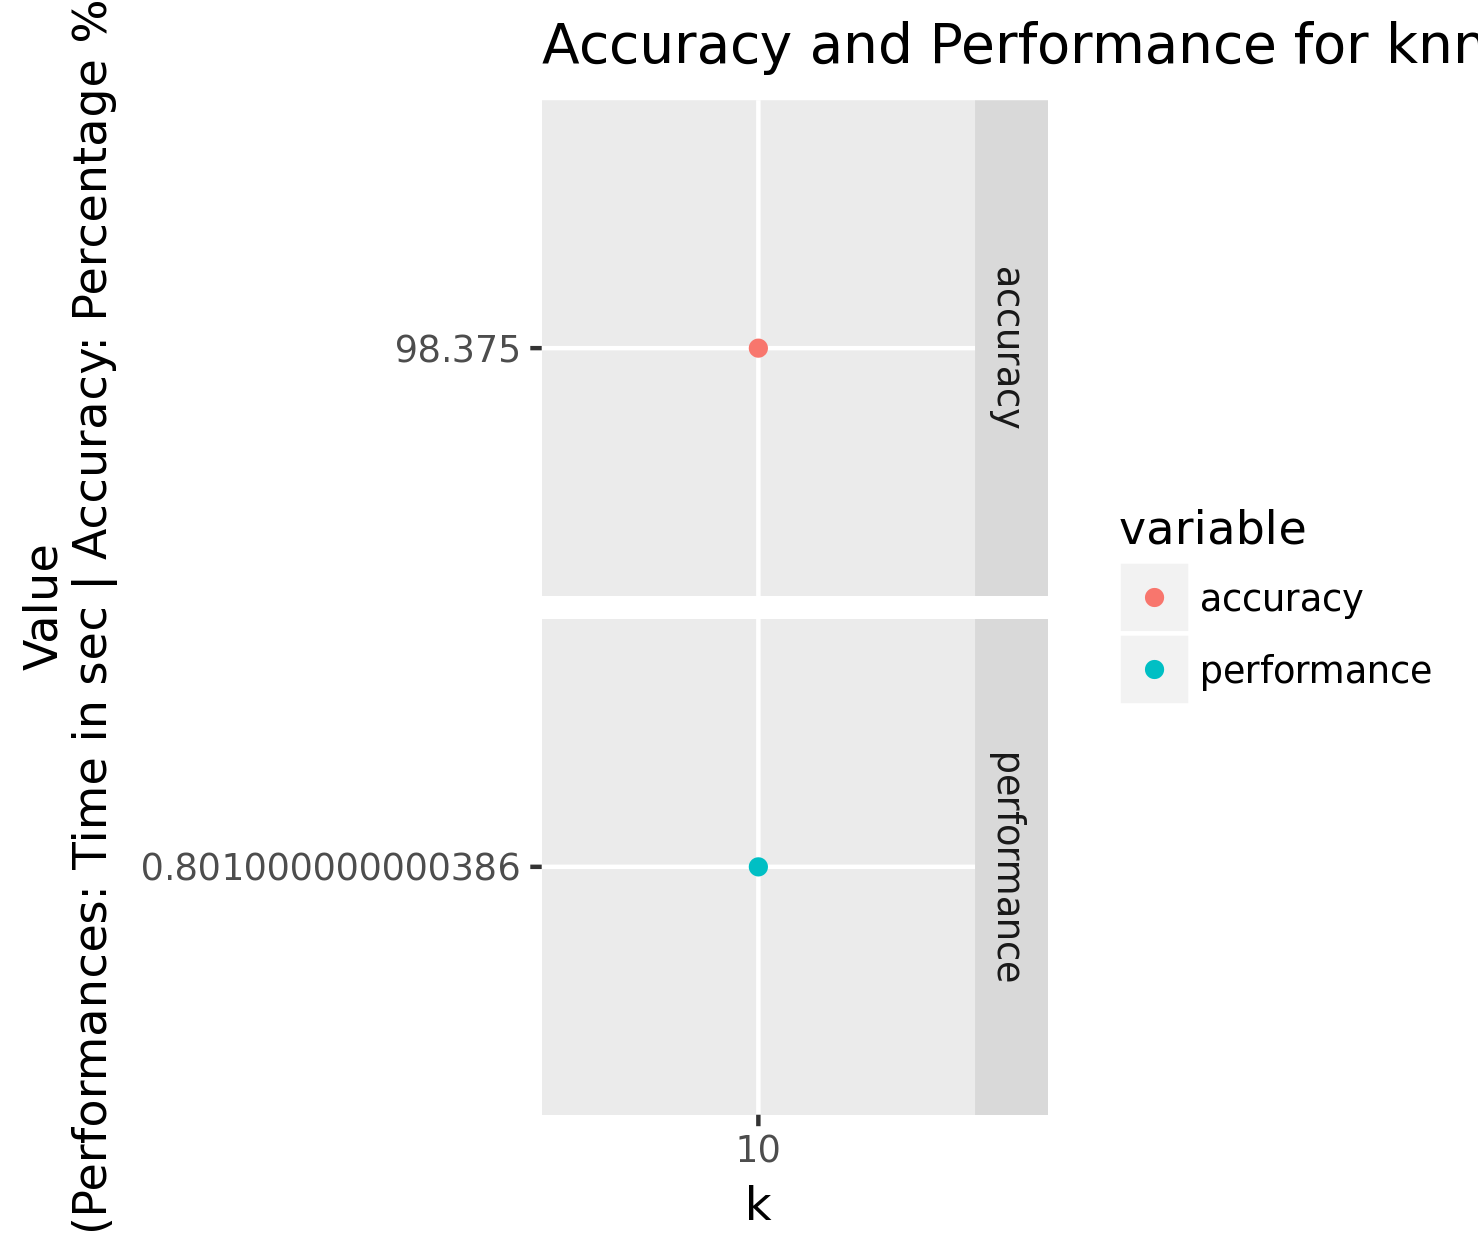 Accuracy and Performance for knn
Value
(Performances: Time in sec | Accuracy: Percentage %
98.375
accuracy
0.8010000000000386
performance
10
k
variable
accuracy
performance